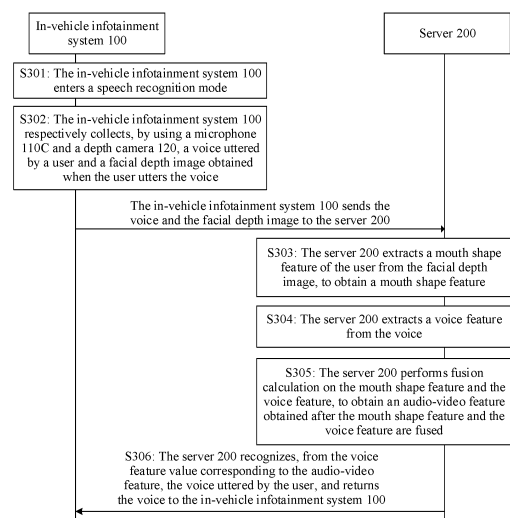 In-vehicle infotainment
system 100
Server 200
S301: The in-vehicle infotainment system 100
enters a speech recognition mode
S302: The in-vehicle infotainment system 100
respectively collects, by using a microphone
110C and a depth camera 120, a voice uttered
by a user and a facial depth image obtained
when the user utters the voice
The in-vehicle infotainment system 100 sends the
voice and the facial depth image to the server 200
S303: The server 200 extracts a mouth shape
feature of the user from the facial depth
image, to obtain a mouth shape feature
S304: The server 200 extracts a voice feature
from the voice
S305: The server 200 performs fusion
calculation on the mouth shape feature and the
voice feature, to obtain an audio-video feature
obtained after the mouth shape feature and the
voice feature are fused
S306: The server 200 recognizes, from the voice
feature value corresponding to the audio-video
feature, the voice uttered by the user, and returns
the voice to the in-vehicle infotainment system 100